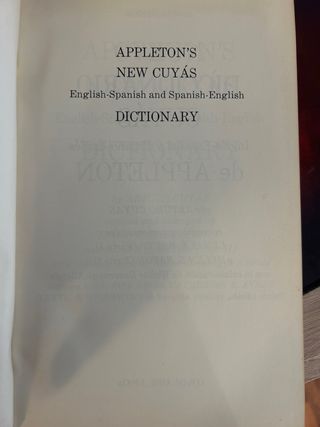 APPLETON'S
NEW CUYÁS
English-Spanish and Spanish-English
DICTIONARY